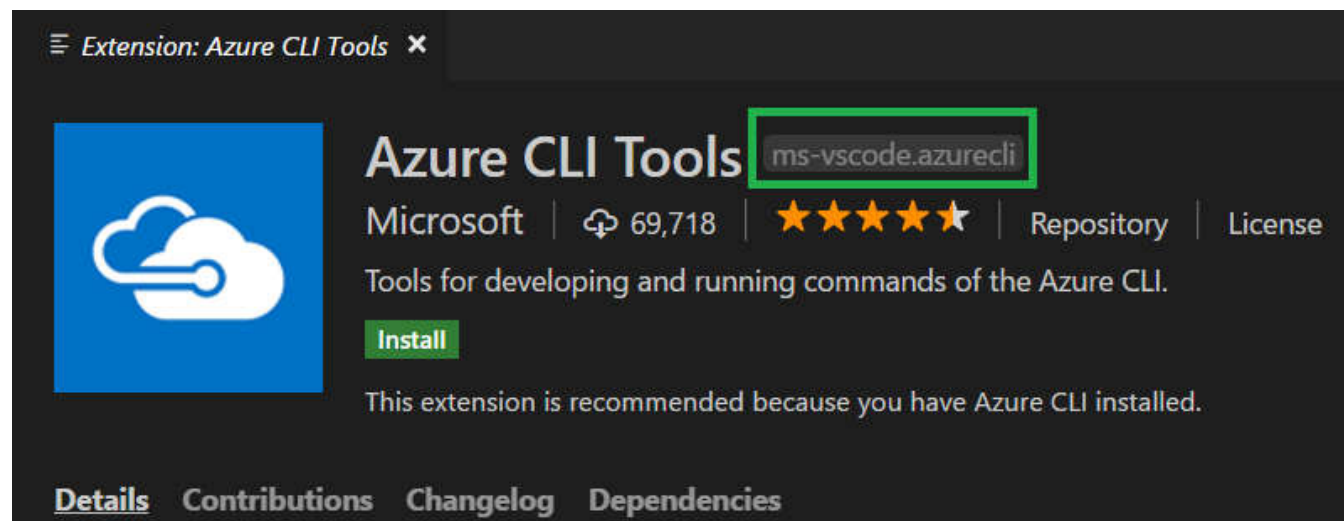 Extension: Azure CLI Tools
Azure CLI Tools ms-vscode.azurecli
Microsoft 69,718 Repository License
Tools for developing and running commands of the Azure CLI.
Install
This extension is recommended because you have Azure CLI installed.
Details Contributions Changelog Dependencies